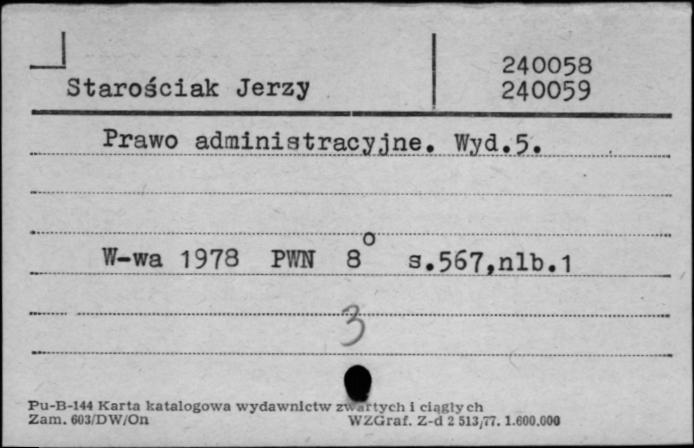 240058
Starościak Jerzy 240059
Prawo administracyjne. Wyd.5.
W-wa 1978 PWN 8° s.567,nlb.1
3
Pu-B-144 Karta katalogowa wydawnictw zwartych i ciągłych
Zam. 603/DW/On WZGraf. Z-d 2 513/77. 1.600.000